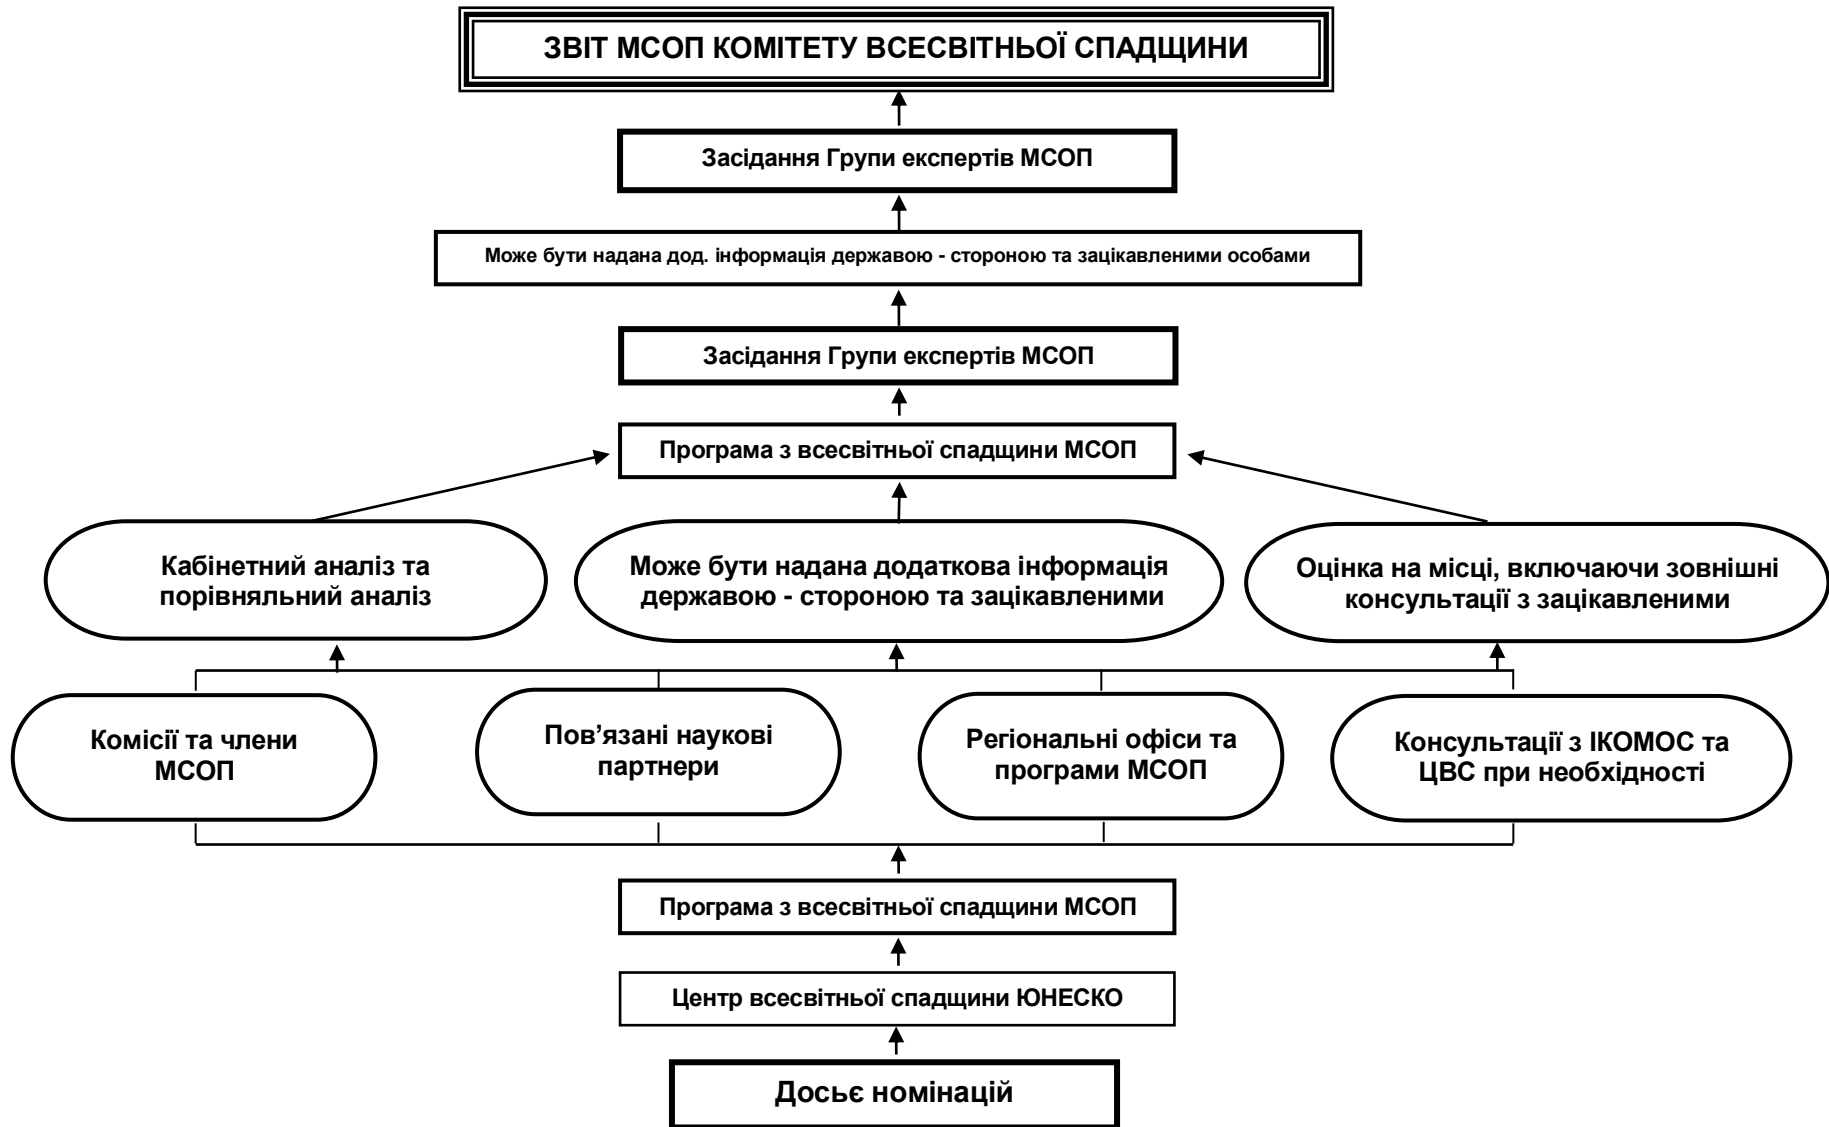 ЗВІТ МСОП КОМІТЕТУ ВСЕСВІТНЬОЇ СПАДЩИНИ
Засідання Групи експертів МСОП
Може бути надана дод. інформація державою - стороною та зацікавленими особами
Засідання Групи експертів МСОП
Програма з всесвітньої спадщини МСОП
Кабінетний аналіз та
порівняльний аналіз
Може бути надана додаткова інформація
державою - стороною та зацікавленими
Оцінка на місці, включаючи зовнішні
консультації з зацікавленими
Комісії та члени
МСОП
Пов’язані наукові
партнери
Регіональні офіси та
програми МСОП
Консультації з ІКОМОС та
ЦВС при необхідності
Програма з всесвітньої спадщини МСОП
Центр всесвітньої спадщини ЮНЕСКО
Досьє номінацій